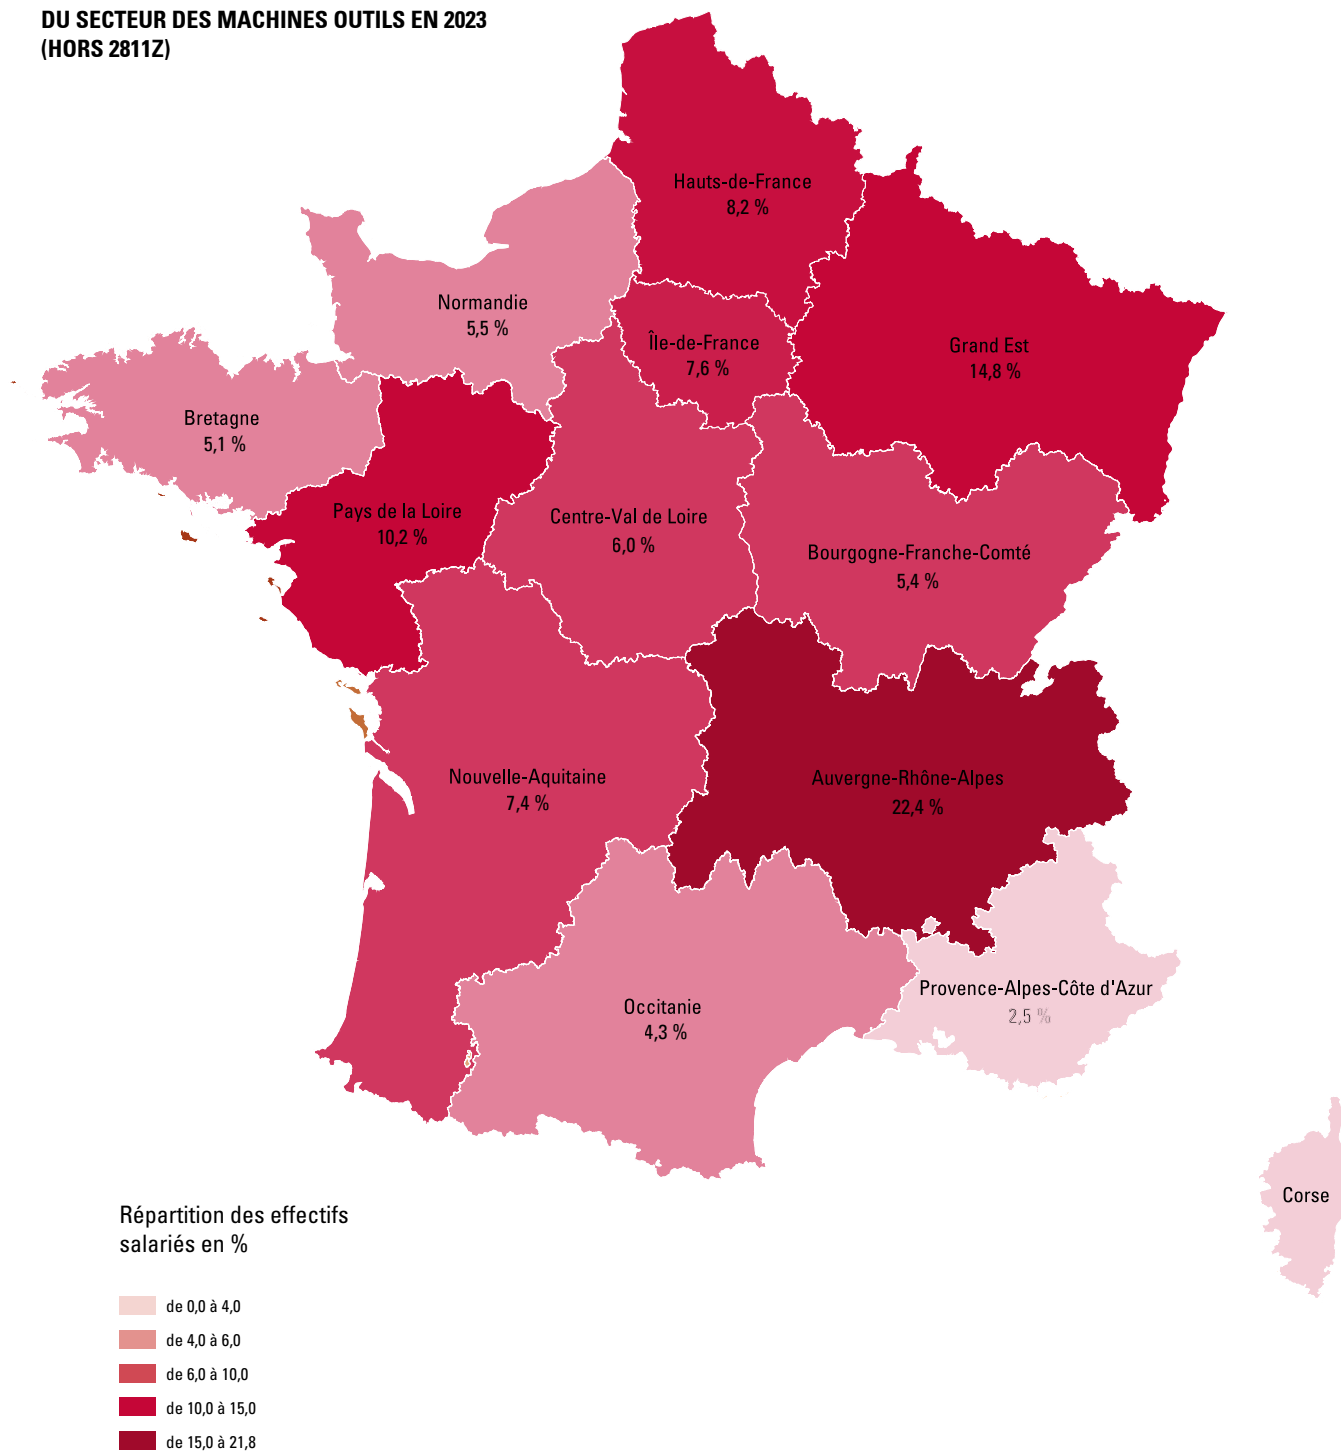 DU SECTEUR DES MACHINES OUTILS EN 2023
(HORS 2811Z)
Hauts-de-France
8,2 %
Normandie
5,5 %
Île-de-France
7,6 %
Grand Est
14,8 %
Bretagne
5,1 %
Pays de la Loire
10,2 %
Centre-Val de Loire
6,0 %
Bourgogne-Franche-Comté
5,4 %
Nouvelle-Aquitaine
7,4 %
Auvergne-Rhône-Alpes
22,4 %
Provence-Alpes-Côte d'Azur
2,5 %
Occitanie
4,3 %
Corse
Répartition des effectifs
salariés en %
de 0,0 à 4,0
de 4,0 à 6,0
de 6,0 à 10,0
de 10,0 à 15,0
de 15,0 à 21,8